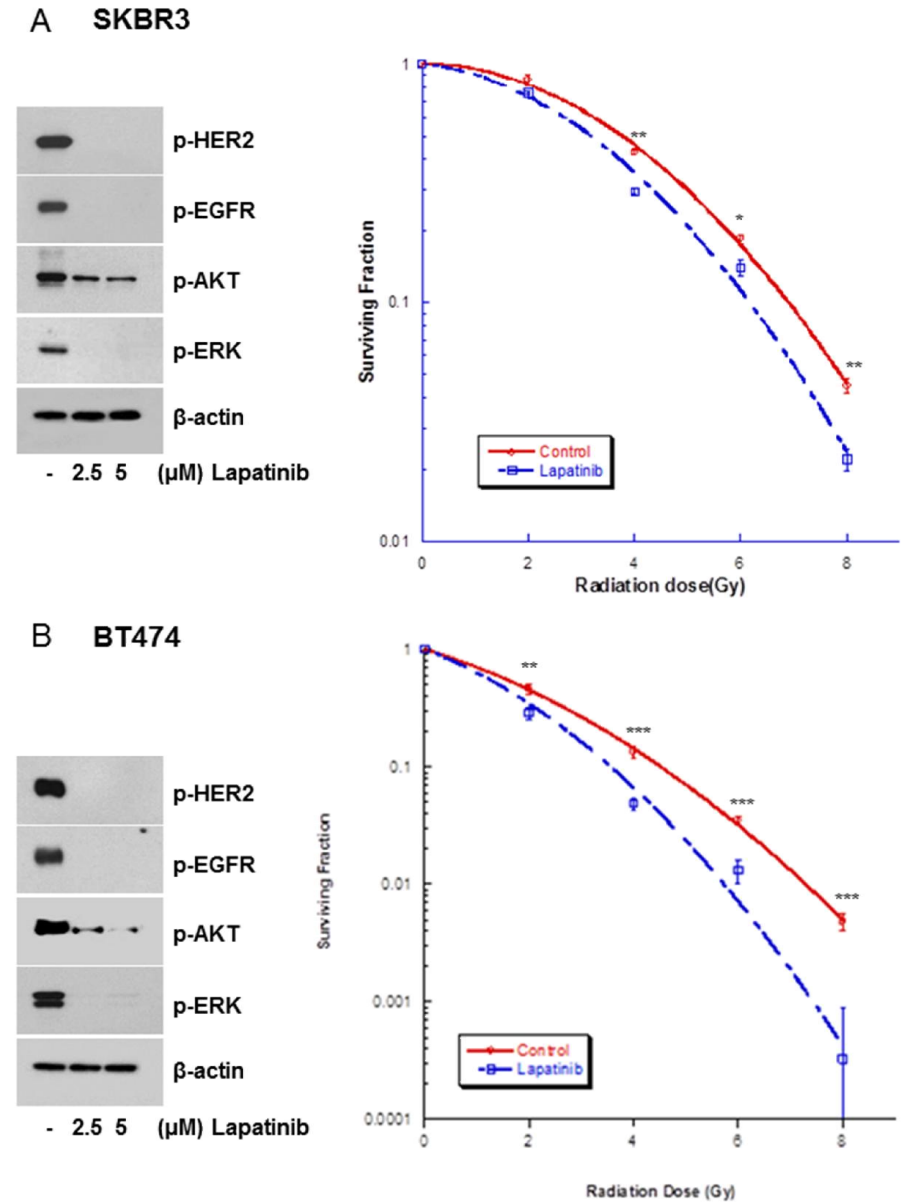 A SKBR3
p-HER2
p-EGFR
p-AKT
p-ERK
β-actin
- 2.5 5 (µM) Lapatinib
Surviving Fraction
1
0.1
0.01
**
*
**
Control
Lapatinib
0 2 4 6 8
Radiation dose(Gy)
B BT474
p-HER2
p-EGFR
p-AKT
p-ERK
β-actin
- 2.5 5 (µM) Lapatinib
Surviving Fraction
1
0.1
0.01
0.001
0.0001
**
***
***
***
Control
Lapatinib
0 2 4 6 8
Radiation Dose (Gy)